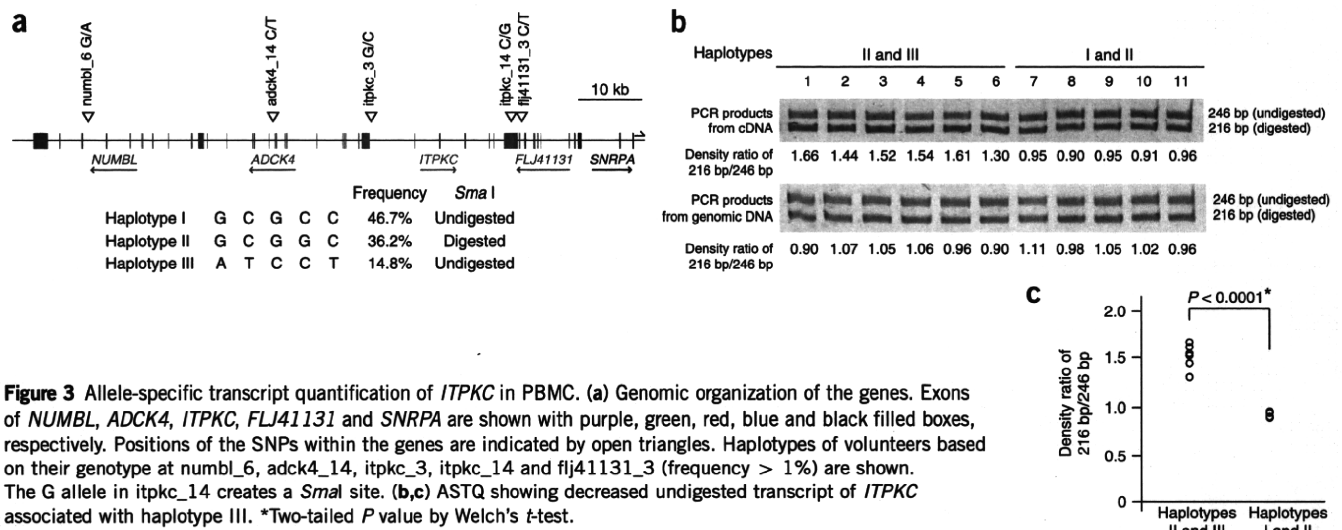 a
numbl_6 G/A
adck4_14 C/T
itpkc_3 G/C
itpkc_14 C/G
flj41131_3 C/T
10 kb
NUMBL ADCK4 ITPKC FLJ41131 SNRPA
Frequency Sma I
Haplotype I G C G C C 46.7% Undigested
Haplotype II G C G G C 36.2% Digested
Haplotype III A T C C T 14.8% Undigested
b
Haplotypes II and III I and II
1 2 3 4 5 6 7 8 9 10 11
PCR products
from cDNA
246 bp (undigested)
216 bp (digested)
Density ratio of
216 bp/246 bp
1.66 1.44 1.52 1.54 1.61 1.30 0.95 0.90 0.95 0.91 0.96
PCR products
from genomic DNA
246 bp (undigested)
216 bp (digested)
Density ratio of
216 bp/246 bp
0.90 1.07 1.05 1.06 0.96 0.90 1.11 0.98 1.05 1.02 0.96
c
P < 0.0001*
Density ratio of
216 bp/246 bp
2.0
1.5
1.0
0.5
0
Haplotypes Haplotypes
II and III I and II
Figure 3 Allele-specific transcript quantification of ITPKC in PBMC. (a) Genomic organization of the genes. Exons
of NUMBL, ADCK4, ITPKC, FLJ41131 and SNRPA are shown with purple, green, red, blue and black filled boxes,
respectively. Positions of the SNPs within the genes are indicated by open triangles. Haplotypes of volunteers based
on their genotype at numbl_6, adck4_14, itpkc_3, itpkc_14 and flj41131_3 (frequency > 1%) are shown.
The G allele in itpkc_14 creates a SmaI site. (b,c) ASTQ showing decreased undigested transcript of ITPKC
associated with haplotype III. *Two-tailed P value by Welch's t-test.